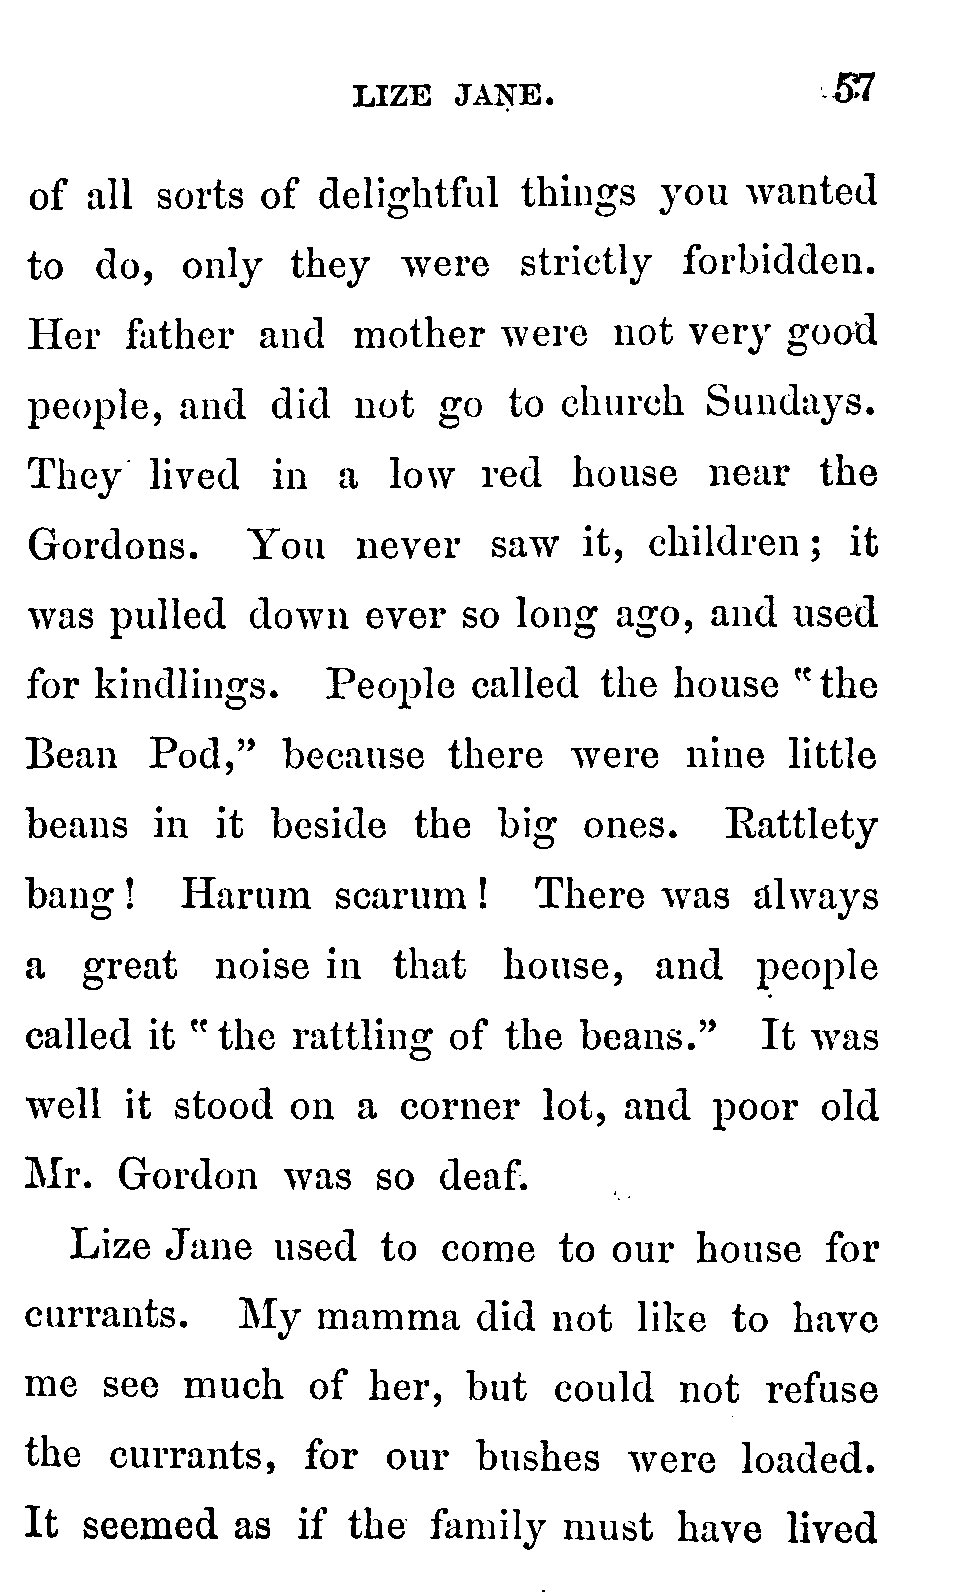 LIZE JANE. 57
of all sorts of delightful things you wanted
to do, only they were strictly forbidden.
Her father and mother were not very good
people, and did not go to church Sundays.
They lived in a low red house near the
Gordons. You never saw it, children; it
was pulled down ever so long ago, and used
for kindlings. People called the house "the
Bean Pod," because there were nine little
beans in it beside the big ones. Rattlety
bang! Harum scarum! There was always
a great noise in that house, and people
called it "the rattling of the beans." It was
well it stood on a corner lot, and poor old
Mr. Gordon was so deaf.
Lize Jane used to come to our house for
currants. My mamma did not like to have
me see much of her, but could not refuse
the currants, for our bushes were loaded.
It seemed as if the family must have lived